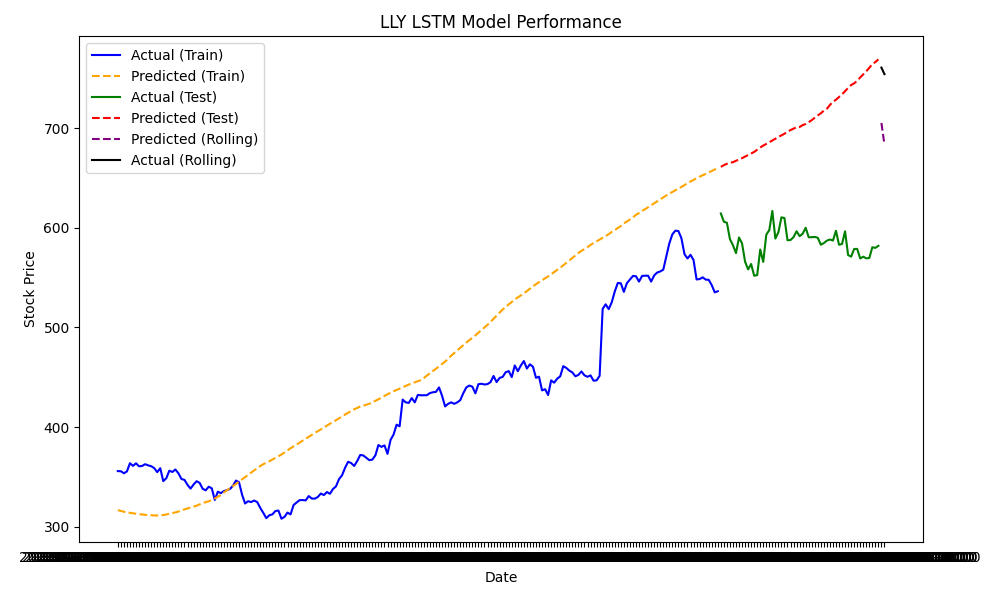 LLY LSTM Model Performance
Actual (Train)
Predicted (Train)
Actual (Test)
Predicted (Test)
Predicted (Rolling)
Actual (Rolling)
Stock Price
700
600
500
400
300
Date